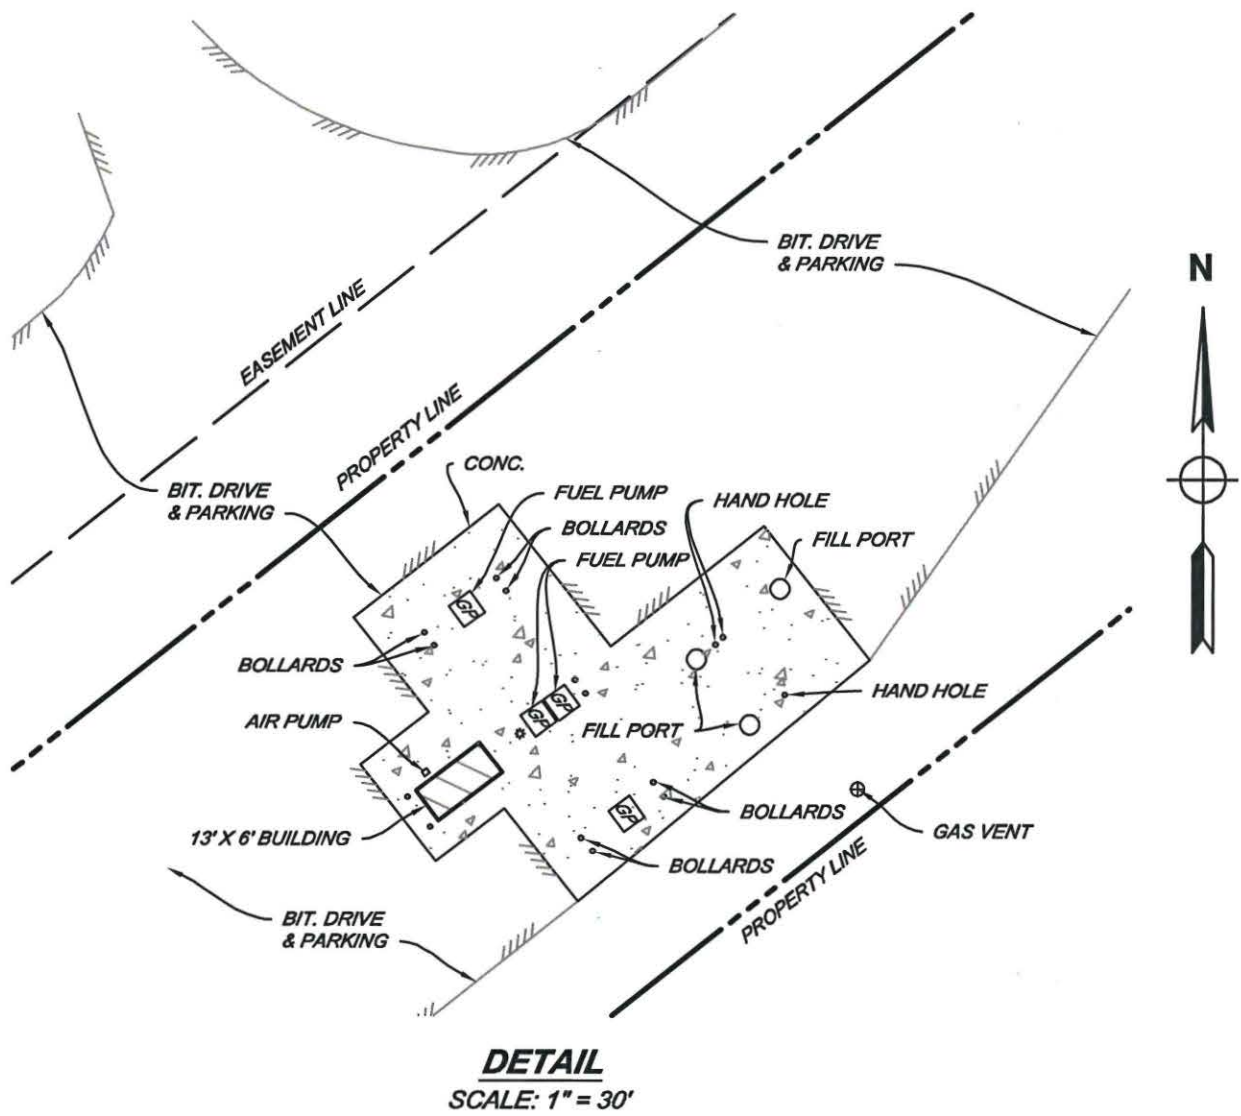 BIT. DRIVE
& PARKING
N
EASEMENT LINE
PROPERTY LINE
CONC.
BIT. DRIVE
& PARKING
FUEL PUMP
HAND HOLE
BOLLARDS
FILL PORT
FUEL PUMP
GP
BOLLARDS
HAND HOLE
GP
GP
AIR PUMP
FILL PORT
GP
BOLLARDS
13' X 6' BUILDING
GAS VENT
BOLLARDS
PROPERTY LINE
BIT. DRIVE
& PARKING
DETAIL
SCALE: 1" = 30'